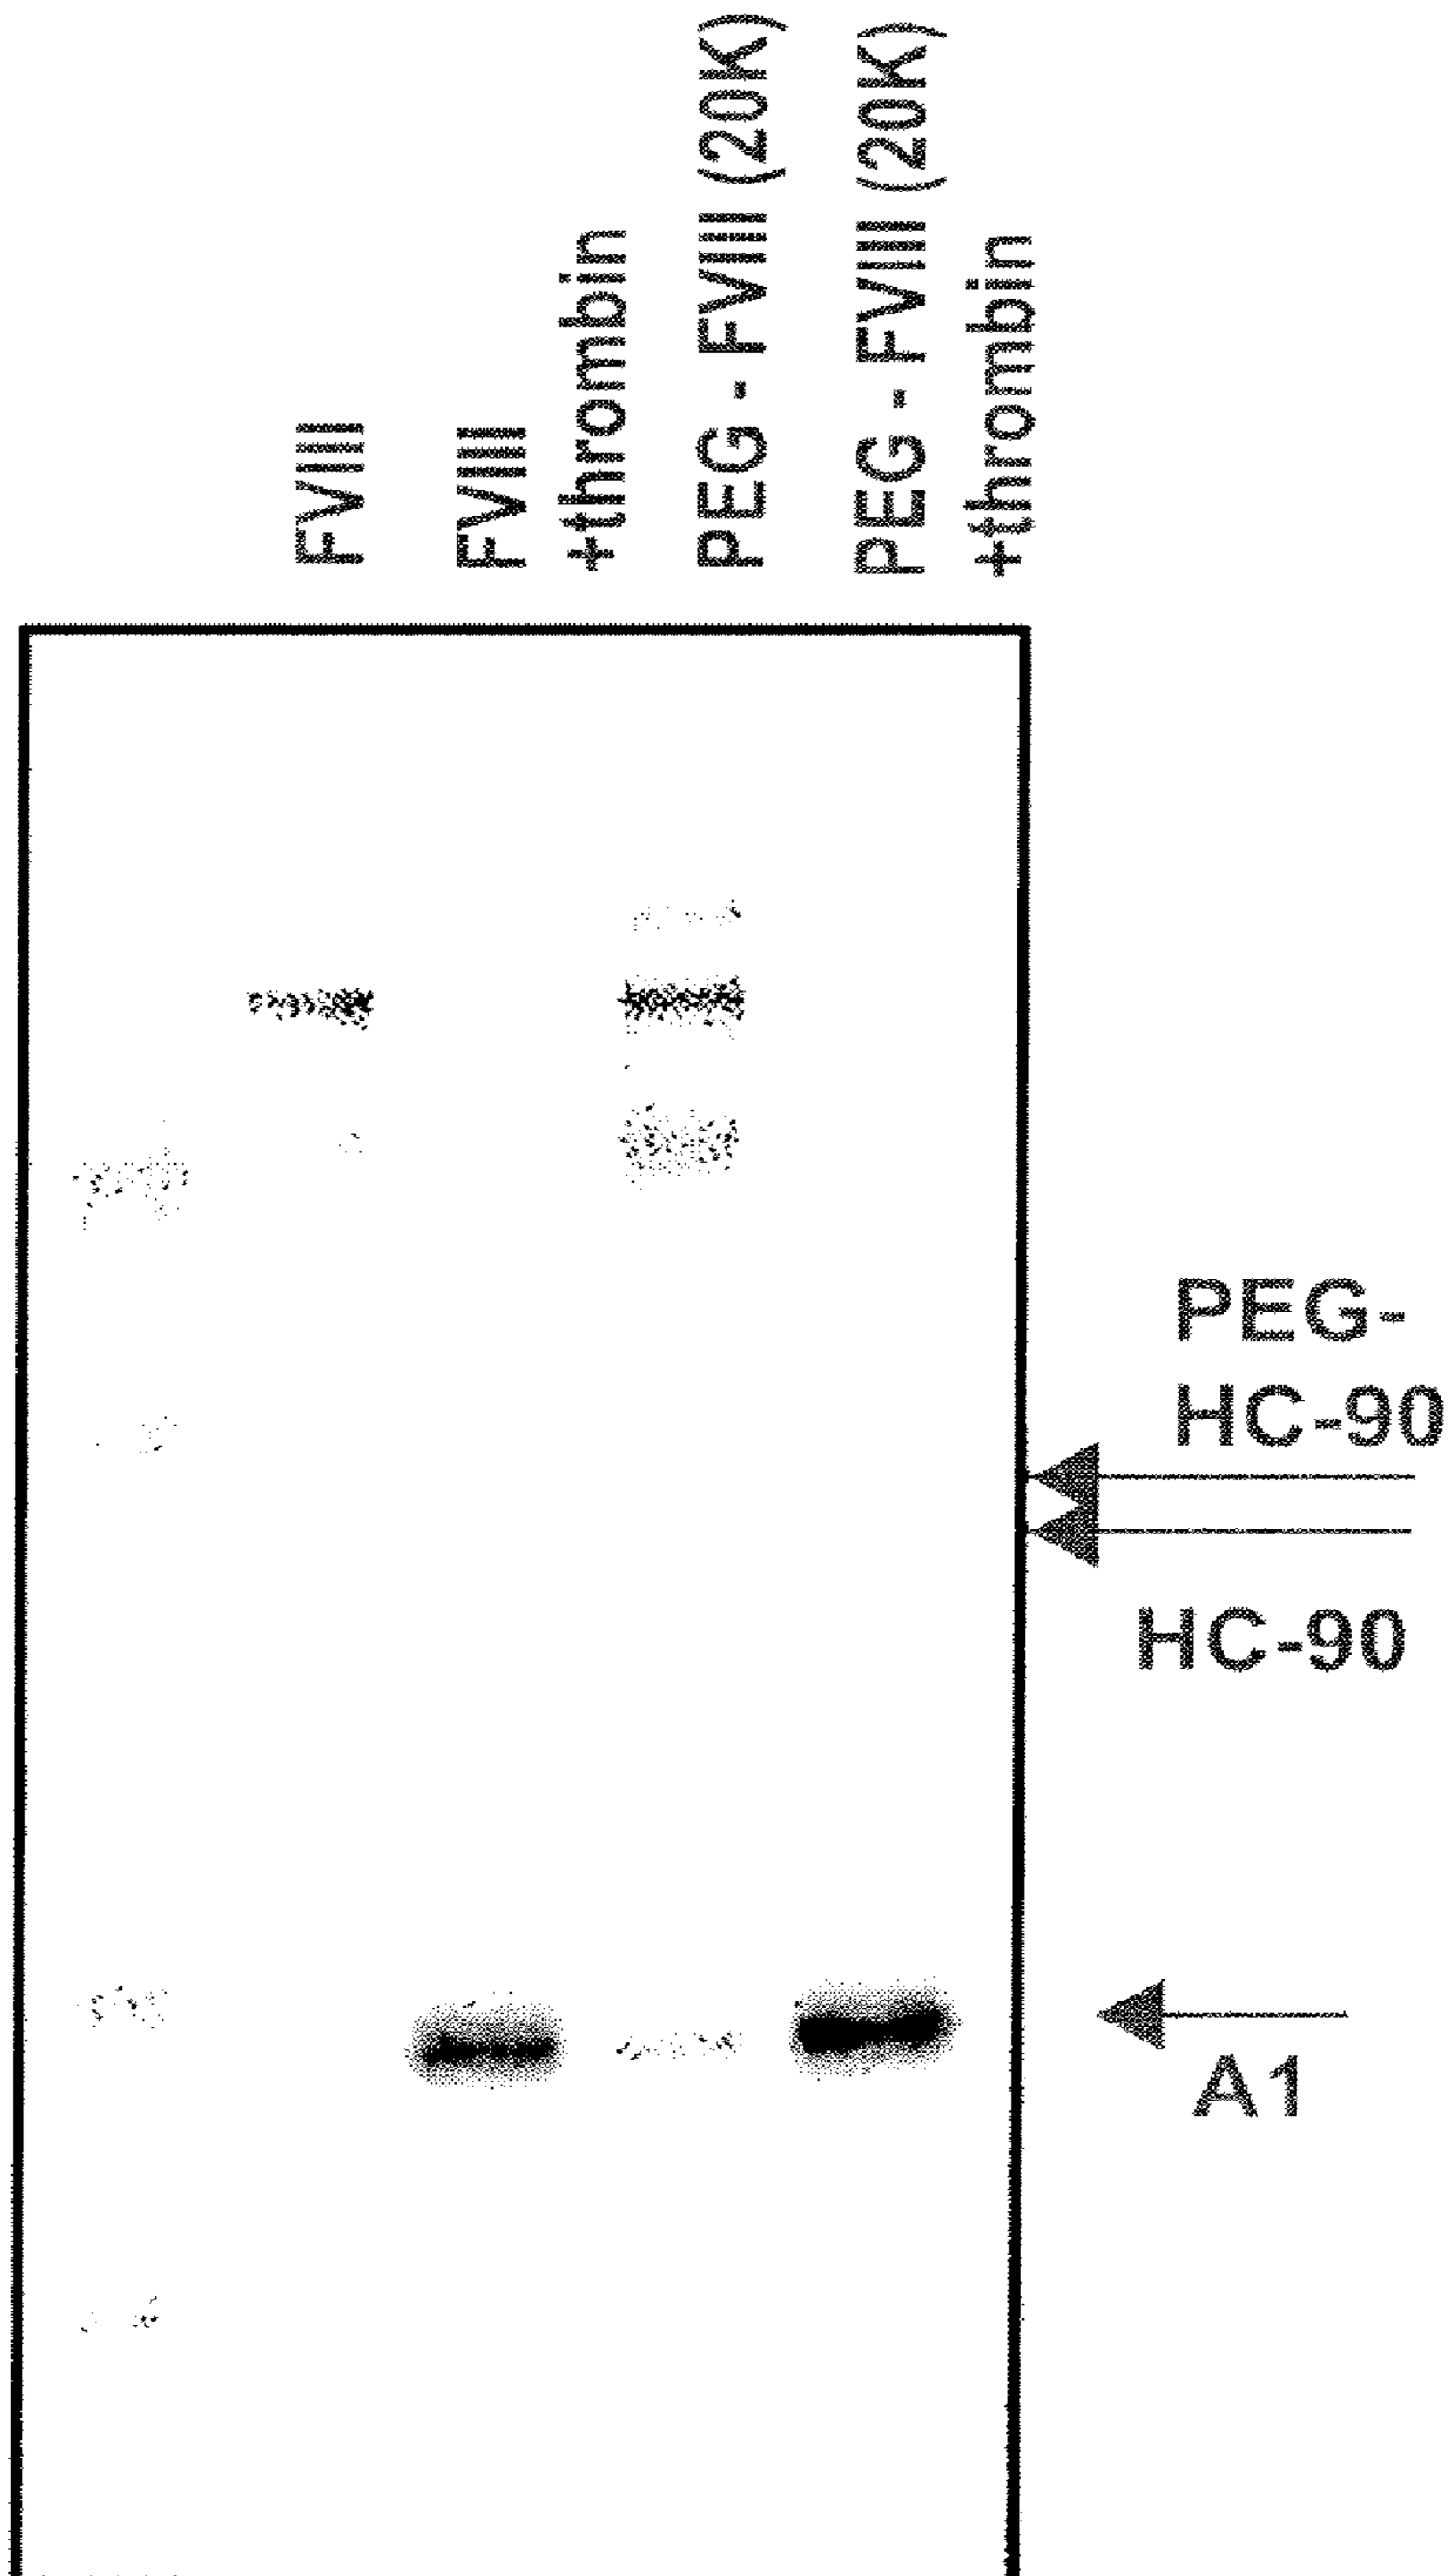 FVIII
FVIII
+thrombin
PEG - FVIII (20K)
PEG - FVIII (20K)
+thrombin
PEG-
HC-90
HC-90
A1